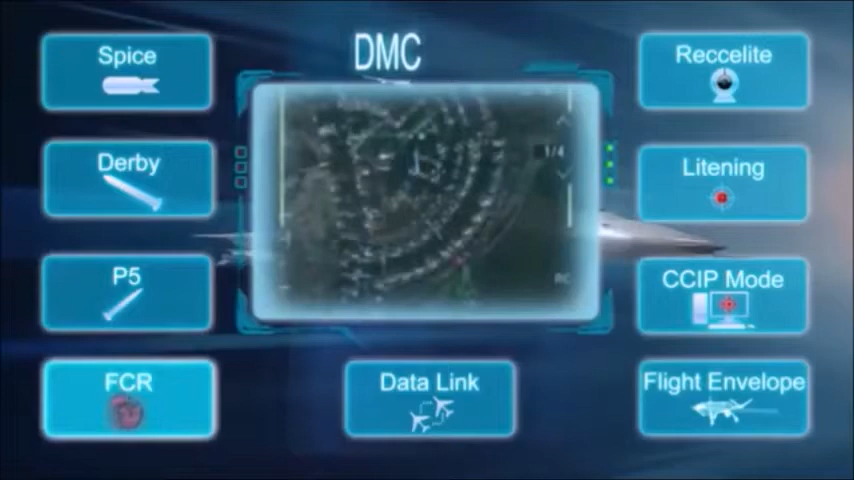 DMC
Spice
Derby
P5
FCR
1/4
Data Link
Reccelite
Litening
CCIP Mode
Flight Envelope